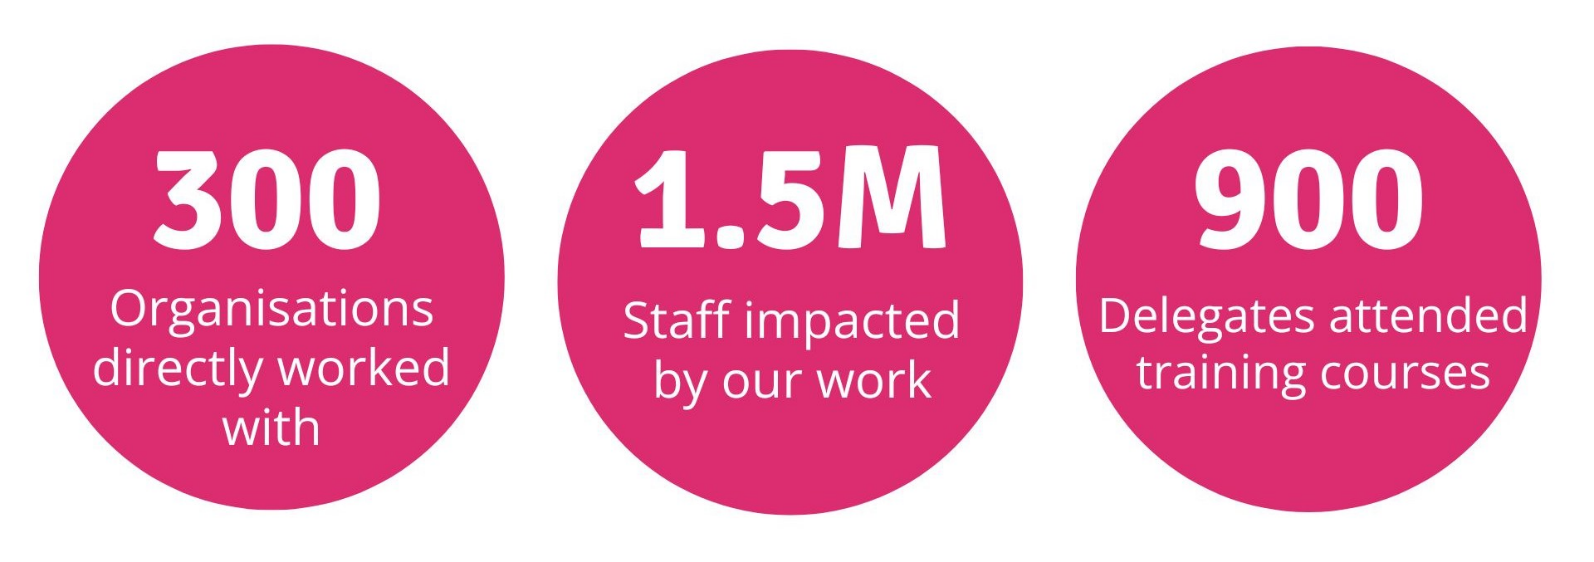 300
Organisations
directly worked
with
1.5M
Staff impacted
by our work
900
Delegates attended
training courses